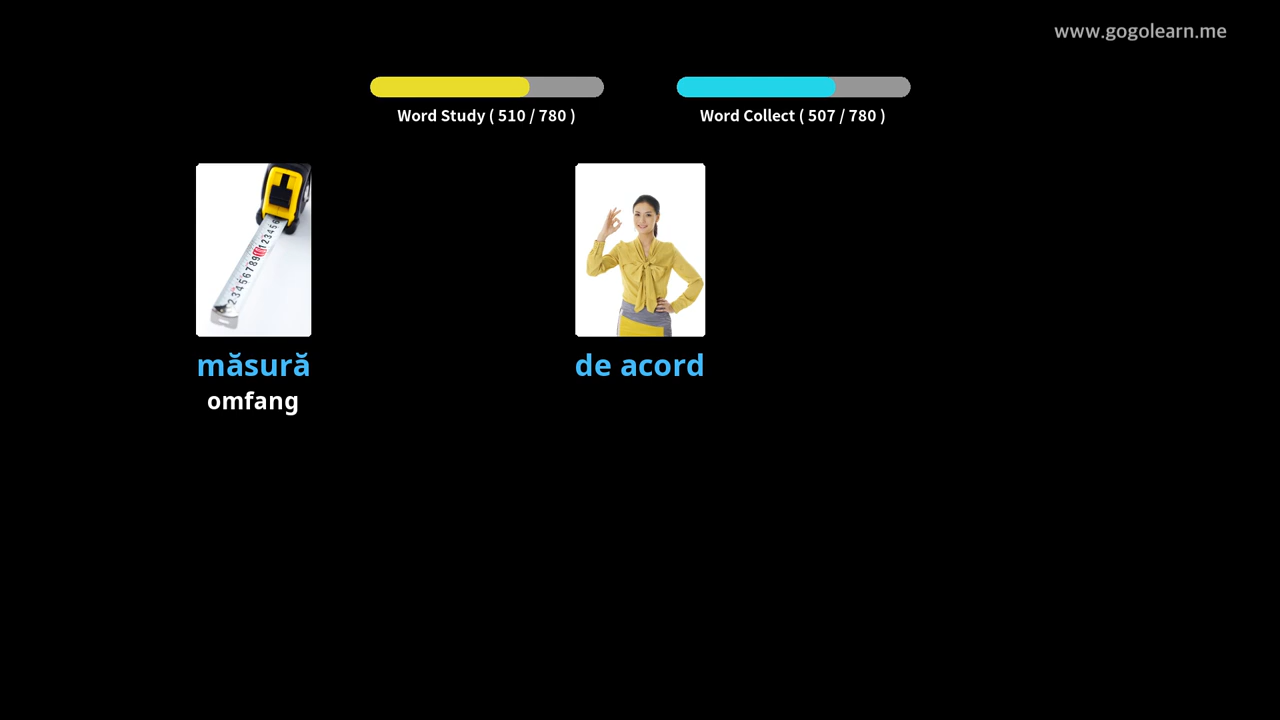 www.gogolearn.me
Word Study ( 510 / 780 )
Word Collect ( 507 / 780 )
măsură
omfang
de acord